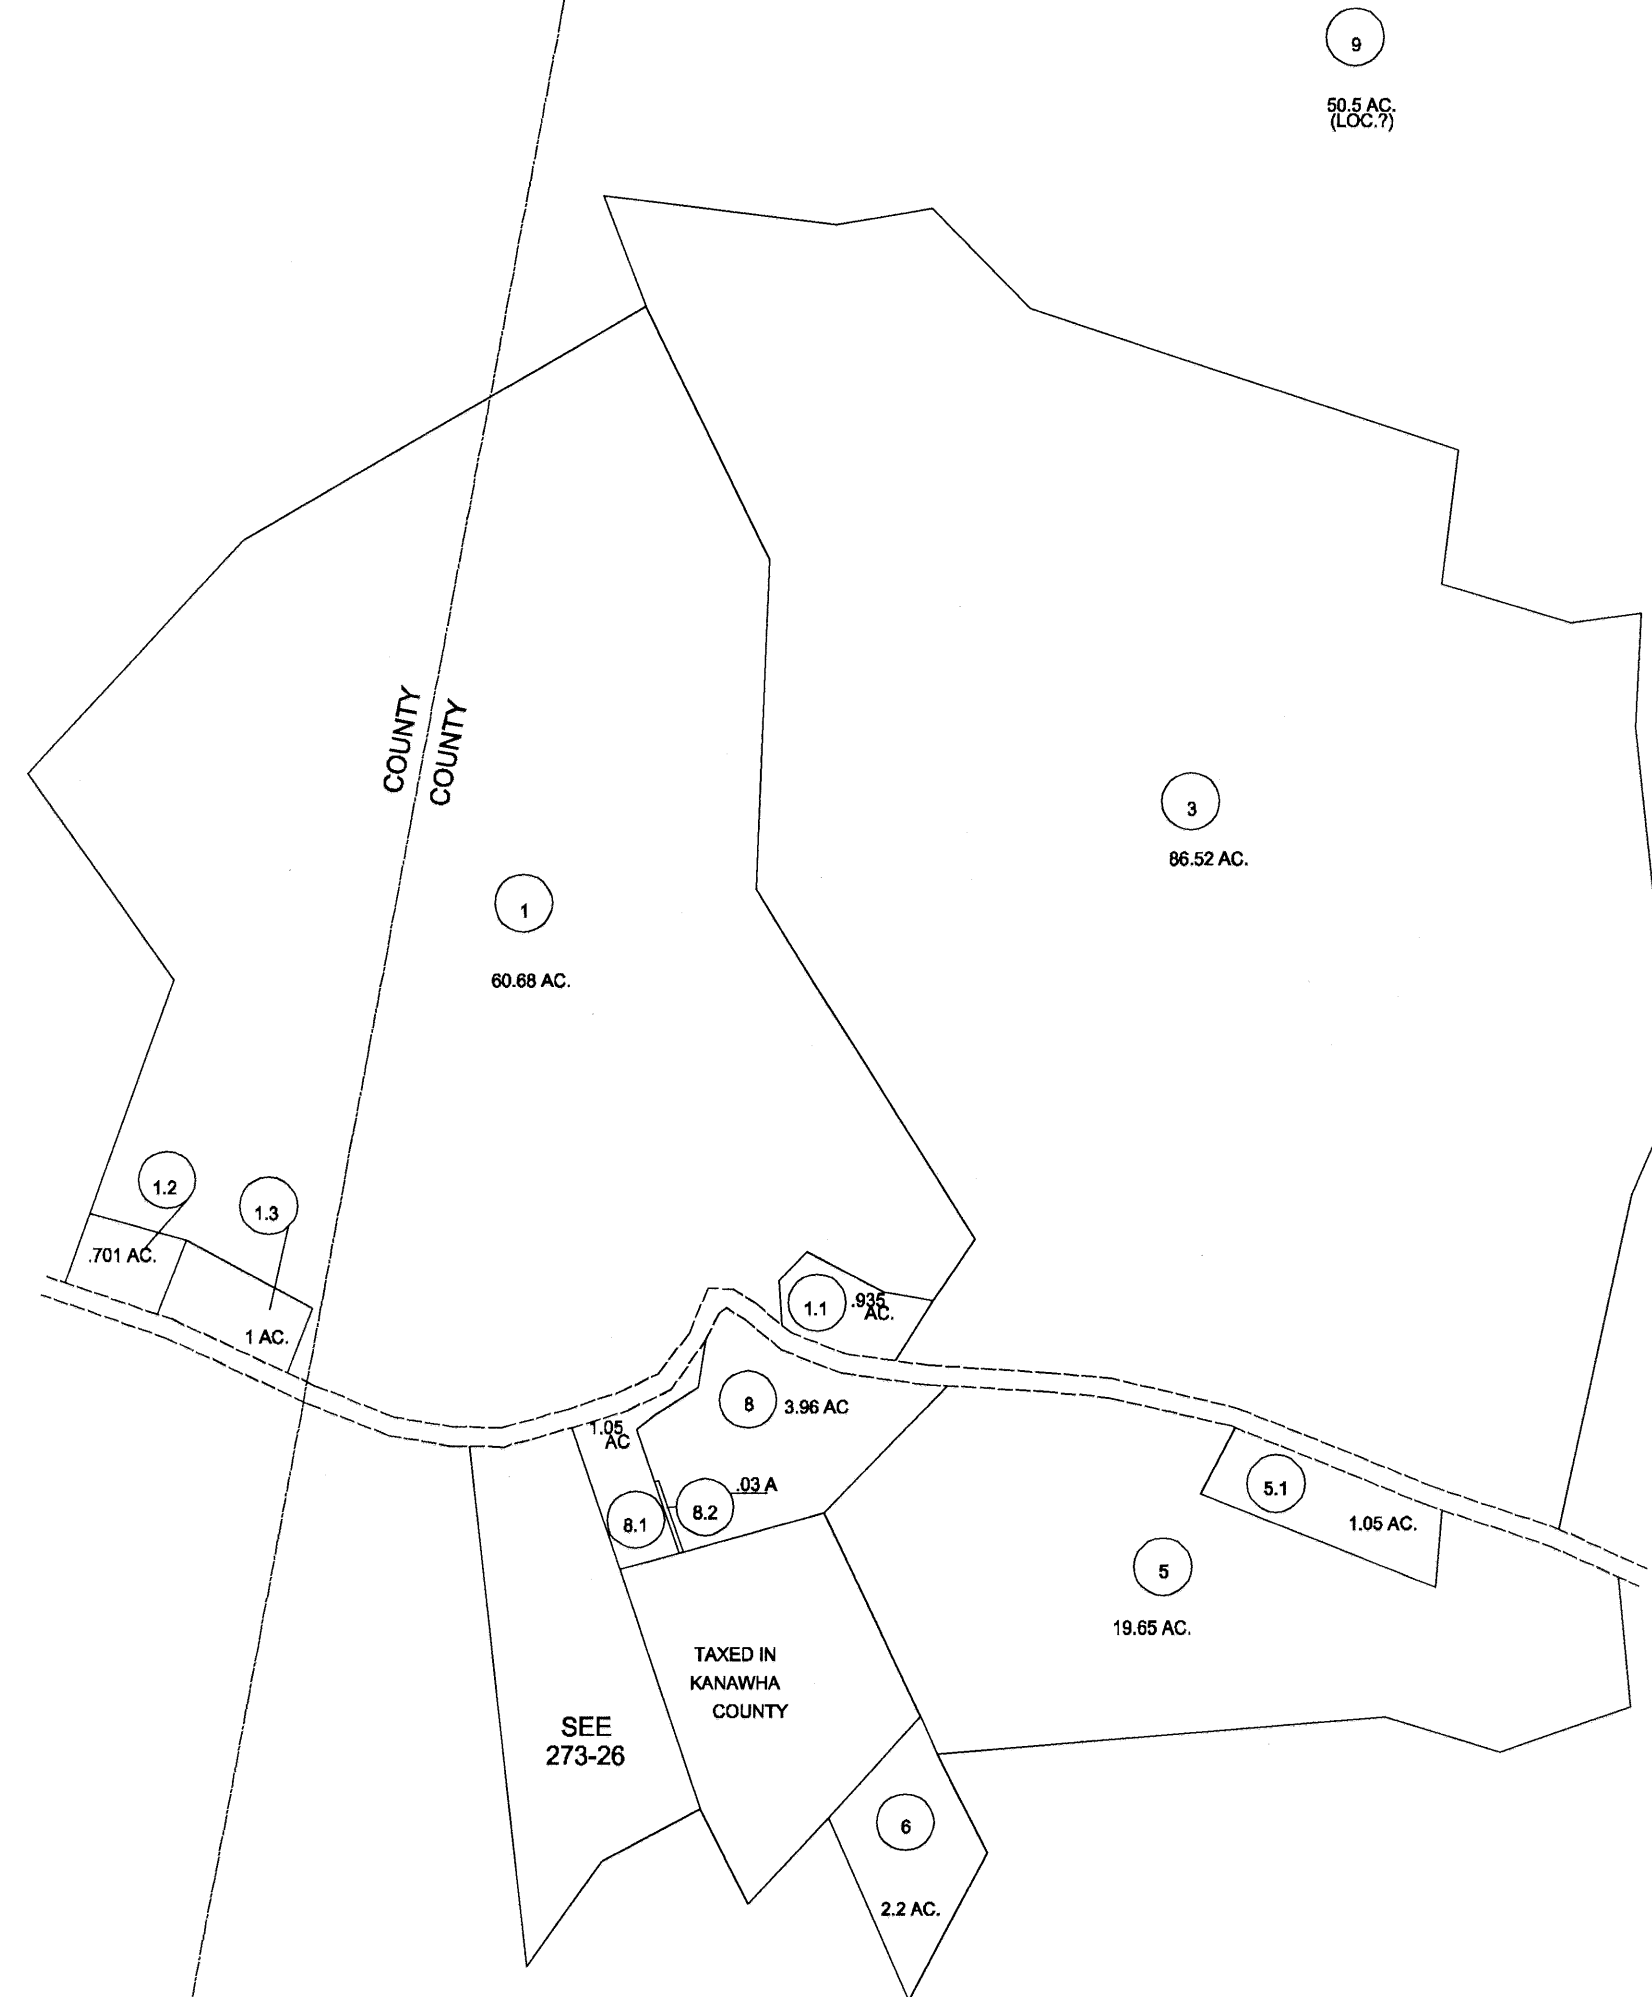 9
50.5 AC.
(LOC.?)
COUNTY
COUNTY
3
86.52 AC.
1
60.68 AC.
1.2
1.3
.701 AC.
1 AC.
1.1
.935
AC.
8
3.96 AC
1.05
AC
.03 A
8.2
8.1
5.1
1.05 AC.
5
19.65 AC.
TAXED IN
KANAWHA
COUNTY
SEE
273-26
6
2.2 AC.